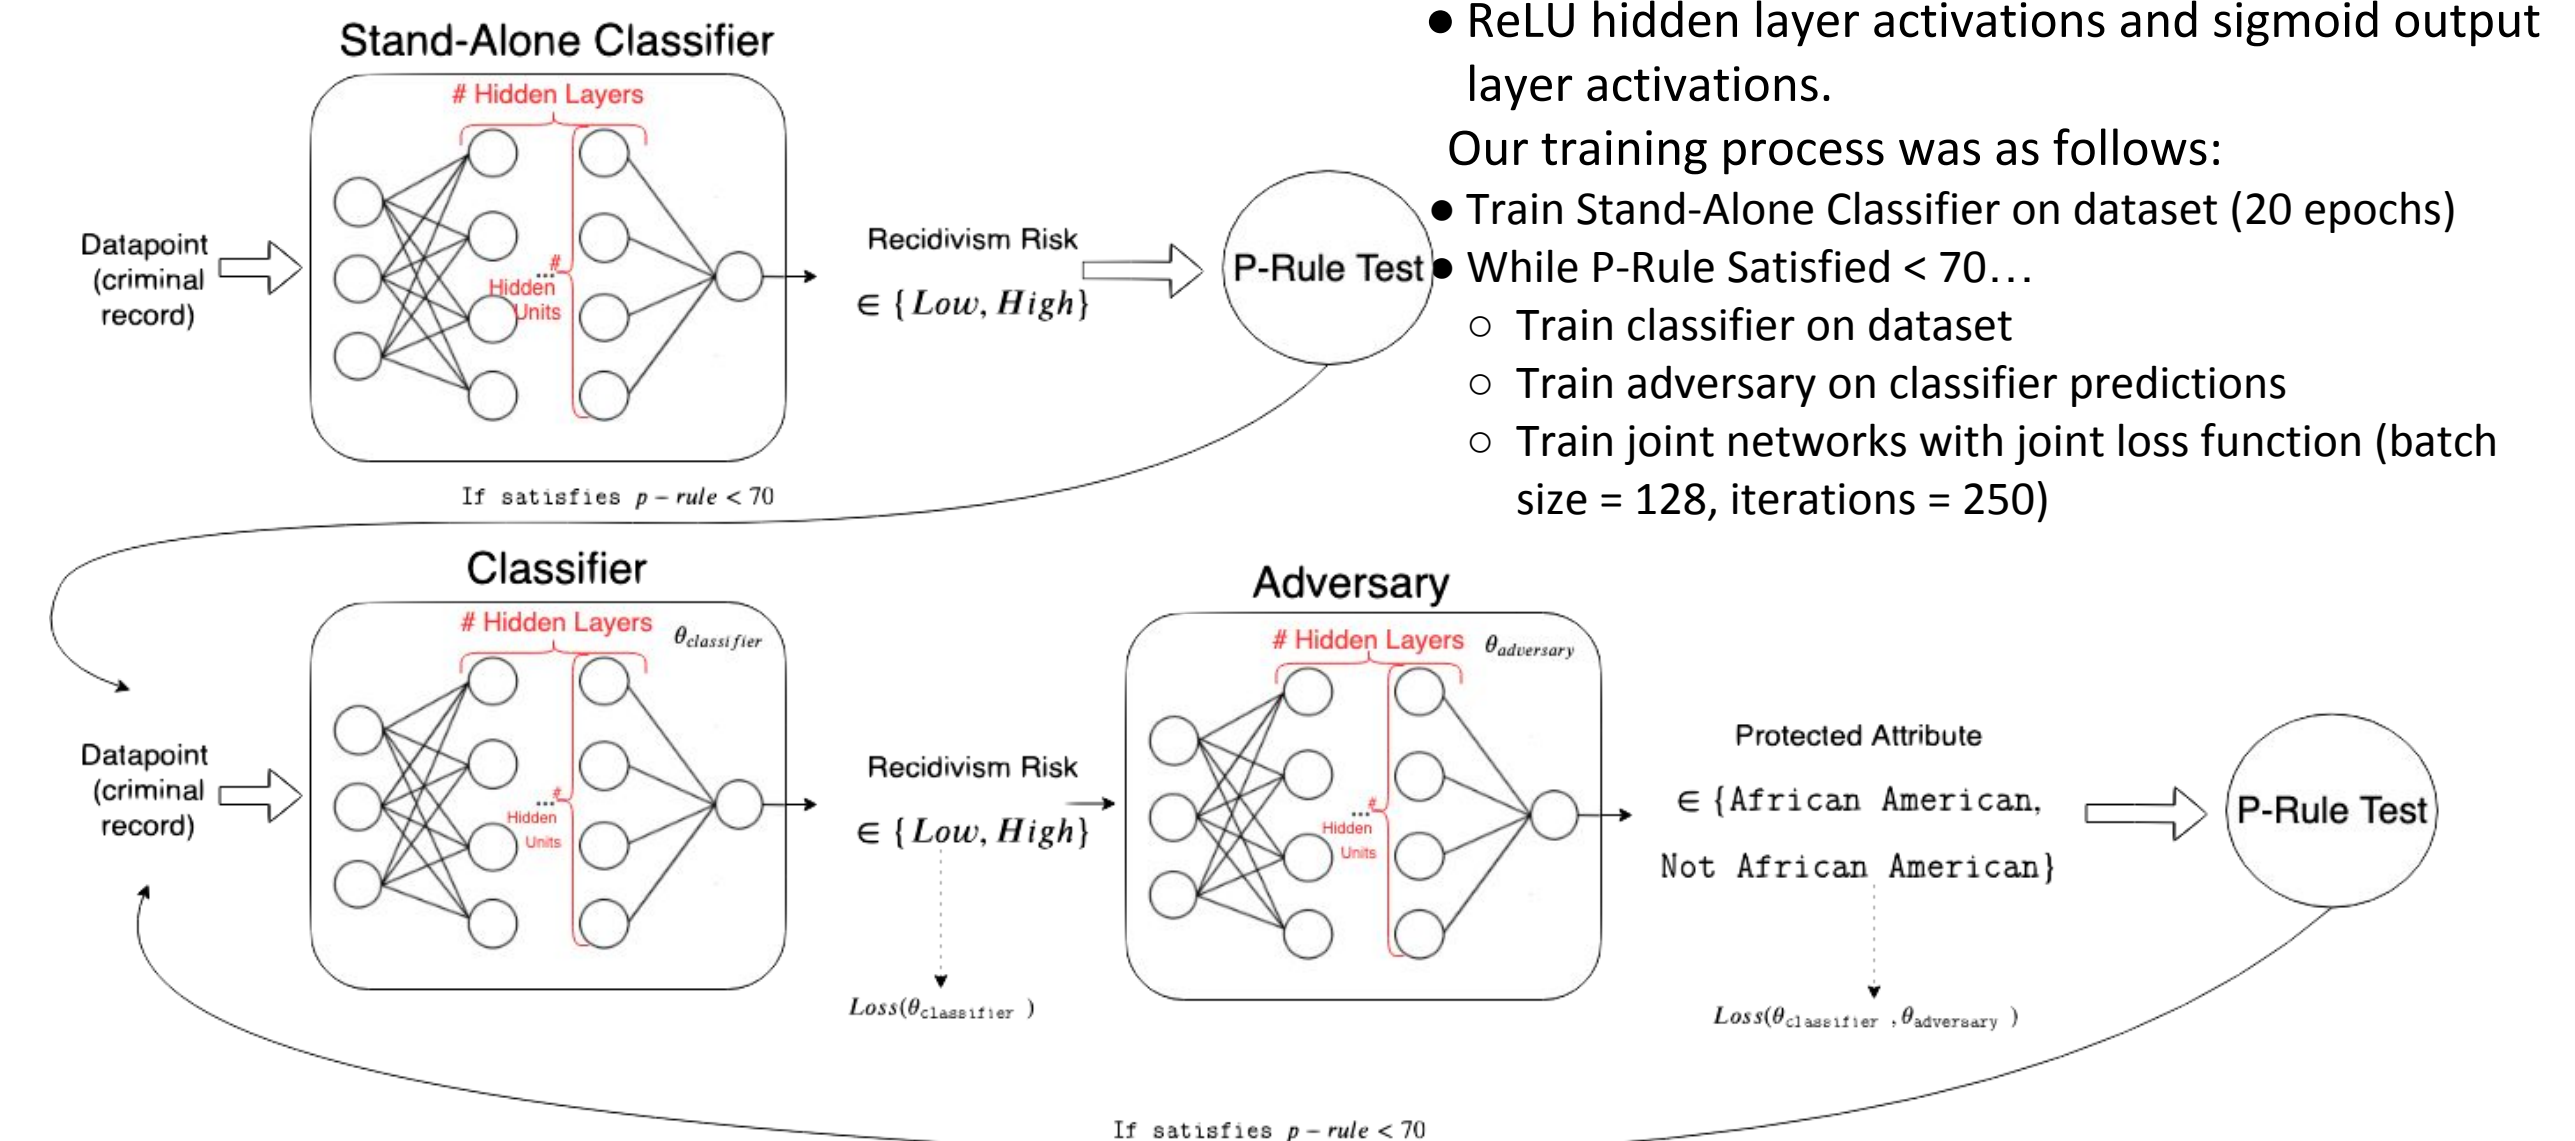 Stand-Alone Classifier
# Hidden Layers
#
...
Hidden
Units
Datapoint
(criminal
record)
Recidivism Risk
∈ {Low, High}
P-Rule Test
If satisfies p − rule < 70
● ReLU hidden layer activations and sigmoid output
layer activations.
Our training process was as follows:
● Train Stand-Alone Classifier on dataset (20 epochs)
● While P-Rule Satisfied < 70…
○ Train classifier on dataset
○ Train adversary on classifier predictions
○ Train joint networks with joint loss function (batch
size = 128, iterations = 250)
Classifier
# Hidden Layers
θclassifier
#
...
Hidden
Units
Datapoint
(criminal
record)
Recidivism Risk
∈ {Low, High}
Loss(θclassifier )
Adversary
# Hidden Layers
θadversary
#
...
Hidden
Units
Protected Attribute
∈ {African American,
Not African American}
Loss(θclassifier ,θadversary )
P-Rule Test
If satisfies p − rule < 70